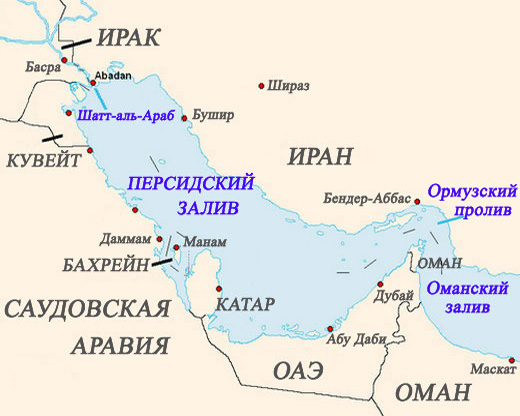 ИРАК
Басра
Abadan
Шираз
Шатт-аль-Араб
Бушир
КУВЕЙТ
ИРАН
ПЕРСИДСКИЙ
ЗАЛИВ
Бендер-Аббас
Ормузский
пролив
Даммам
Манам
БАХРЕЙН
ОМАН
САУДОВСКАЯ
АРАВИЯ
КАТАР
Дубай
Оманский
залив
Абу Даби
ОАЭ
Маскат
ОМАН